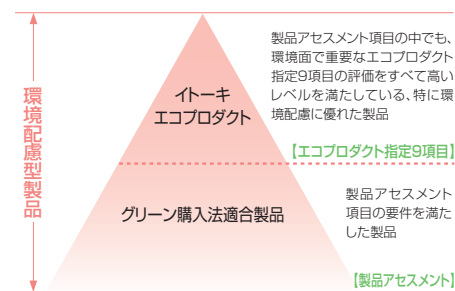 環境配慮型製品
イトーキ
エコプロダクト
製品アセスメント項目の中でも、
環境面で重要なエコプロダクト
指定9項目の評価をすべて高い
レベルを満たしている、特に環
境配慮に優れた製品
【エコプロダクト指定9項目】
グリーン購入法適合製品
製品アセスメント
項目の要件を満た
した製品
【製品アセスメント】